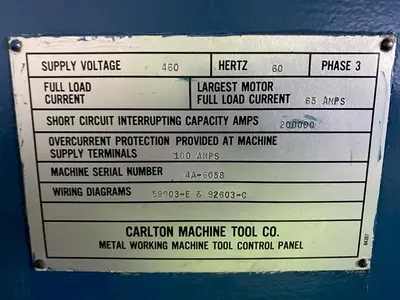 SUPPLY VOLTAGE 460 HERTZ 60 PHASE 3
FULL LOAD CURRENT
LARGEST MOTOR
FULL LOAD CURRENT 65 AMPS
SHORT CIRCUIT INTERRUPTING CAPACITY AMPS 200000
OVERCURRENT PROTECTION PROVIDED AT MACHINE
SUPPLY TERMINALS 100 AMPS
MACHINE SERIAL NUMBER 4A-6058
WIRING DIAGRAMS 59903-E & 92603-C
CARLTON MACHINE TOOL CO.
METAL WORKING MACHINE TOOL CONTROL PANEL